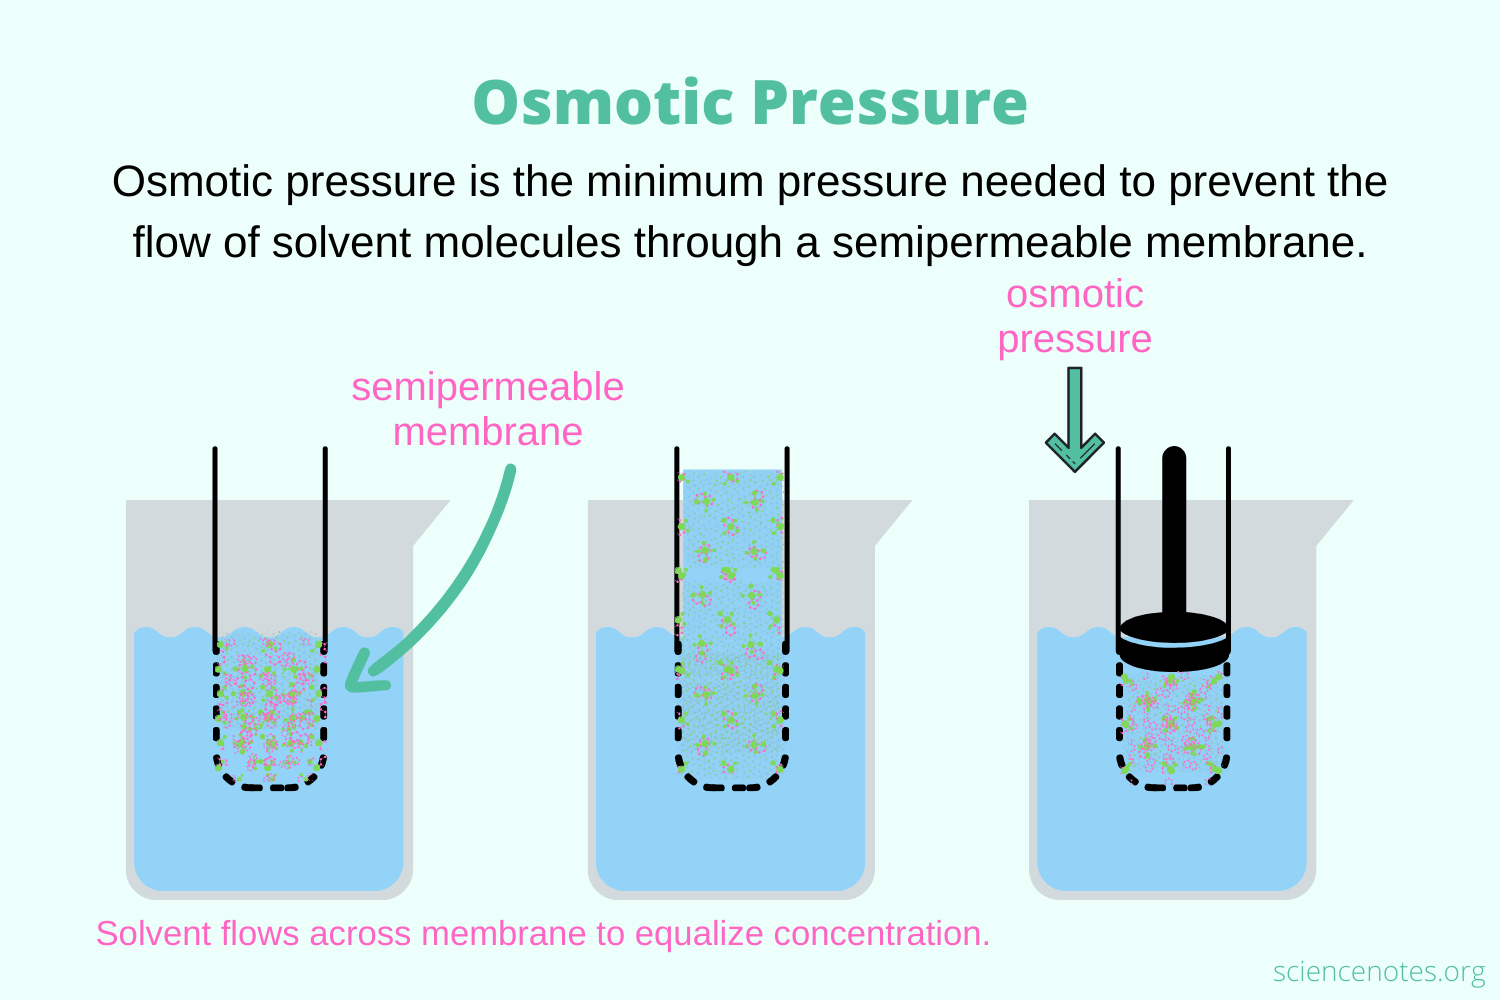 Osmotic Pressure
Osmotic pressure is the minimum pressure needed to prevent the
flow of solvent molecules through a semipermeable membrane.
osmotic
pressure
semipermeable
membrane
Solvent flows across membrane to equalize concentration.
sciencenotes.org